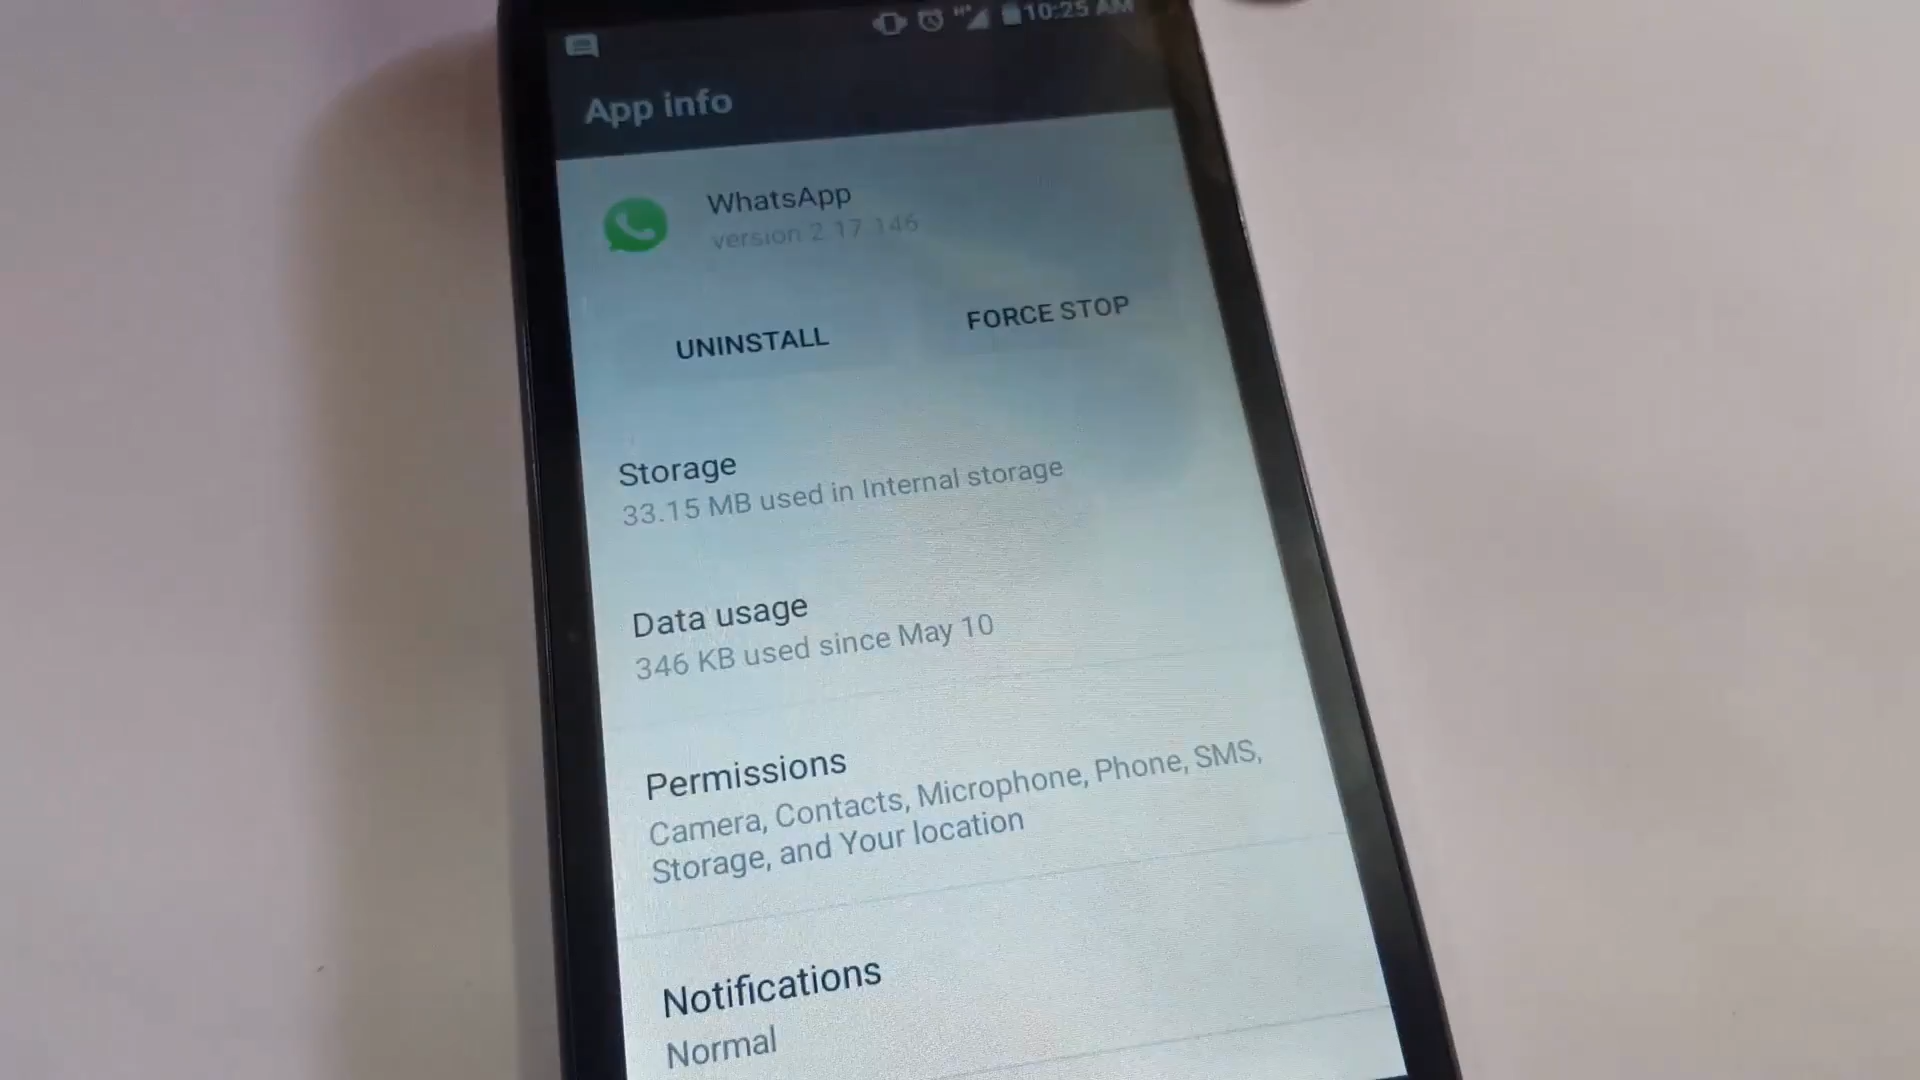 10:25 AM
App info
WhatsApp
version 2.17.146
UNINSTALL
FORCE STOP
Storage
33.15 MB used in Internal storage
Data usage
346 KB used since May 10
Permissions
Camera, Contacts, Microphone, Phone, SMS,
Storage, and Your location
Notifications
Normal